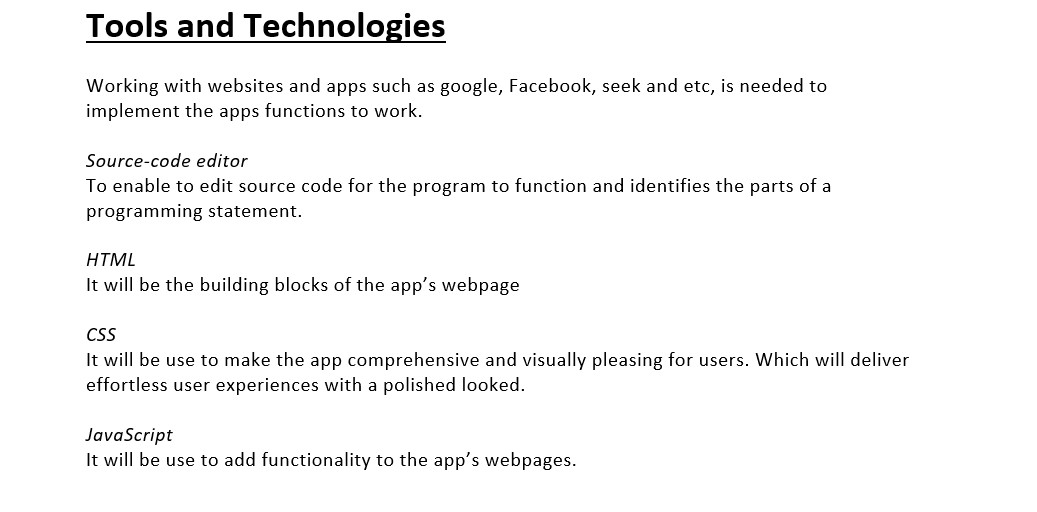 Tools and Technologies
Working with websites and apps such as google, Facebook, seek and etc, is needed to
implement the apps functions to work.
Source-code editor
To enable to edit source code for the program to function and identifies the parts of a
programming statement.
HTML
It will be the building blocks of the app’s webpage
CSS
It will be use to make the app comprehensive and visually pleasing for users. Which will deliver
effortless user experiences with a polished looked.
JavaScript
It will be use to add functionality to the app’s webpages.